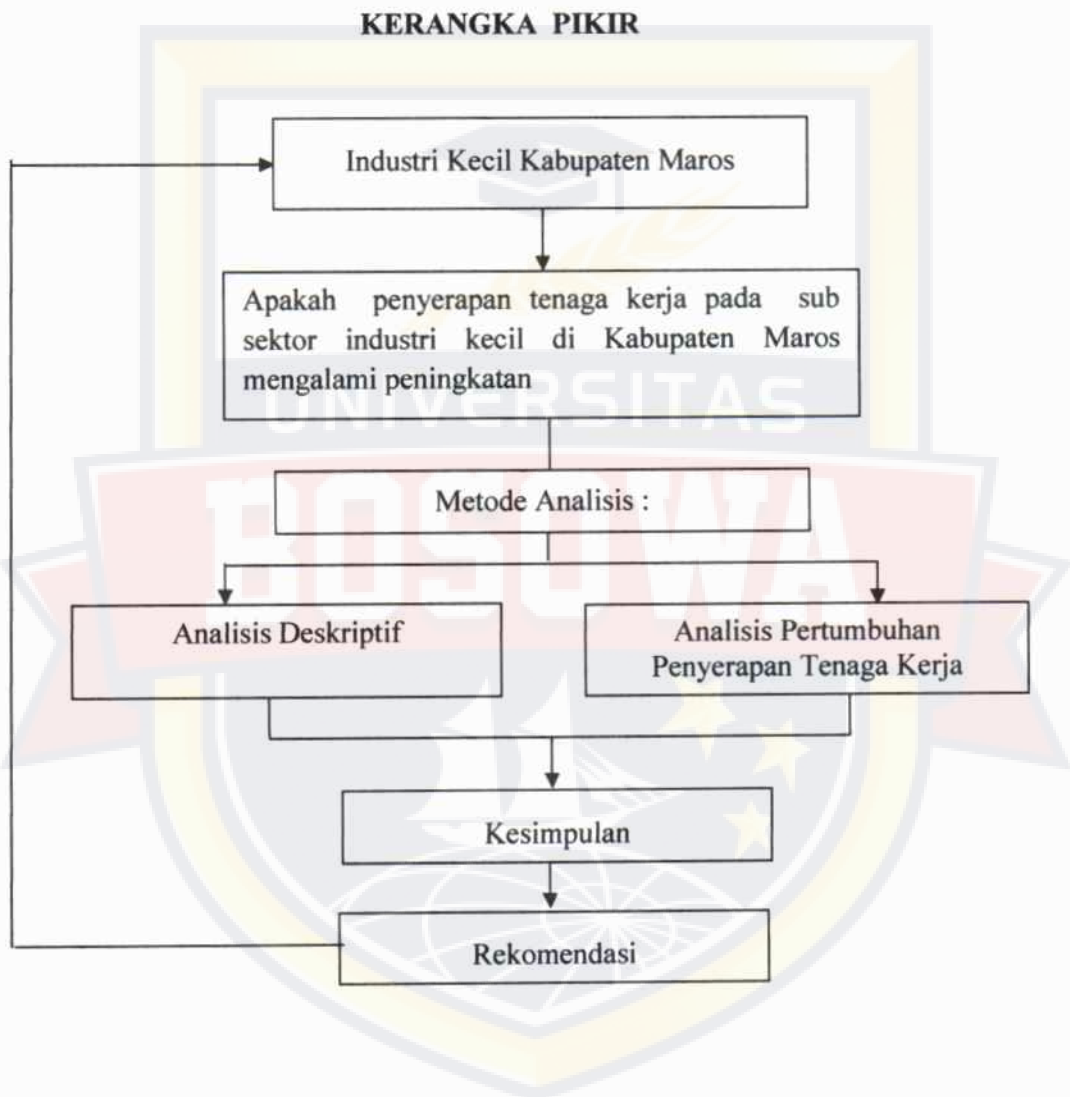 KERANGKA PIKIR
Industri Kecil Kabupaten Maros
Apakah penyerapan tenaga kerja pada sub
sektor industri kecil di Kabupaten Maros
mengalami peningkatan
UNIVERSITAS
BOSOWA
Metode Analisis :
Analisis Deskriptif
Analisis Pertumbuhan
Penyerapan Tenaga Kerja
Kesimpulan
Rekomendasi